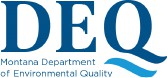 DEQ
Montana Department
of Environmental Quality